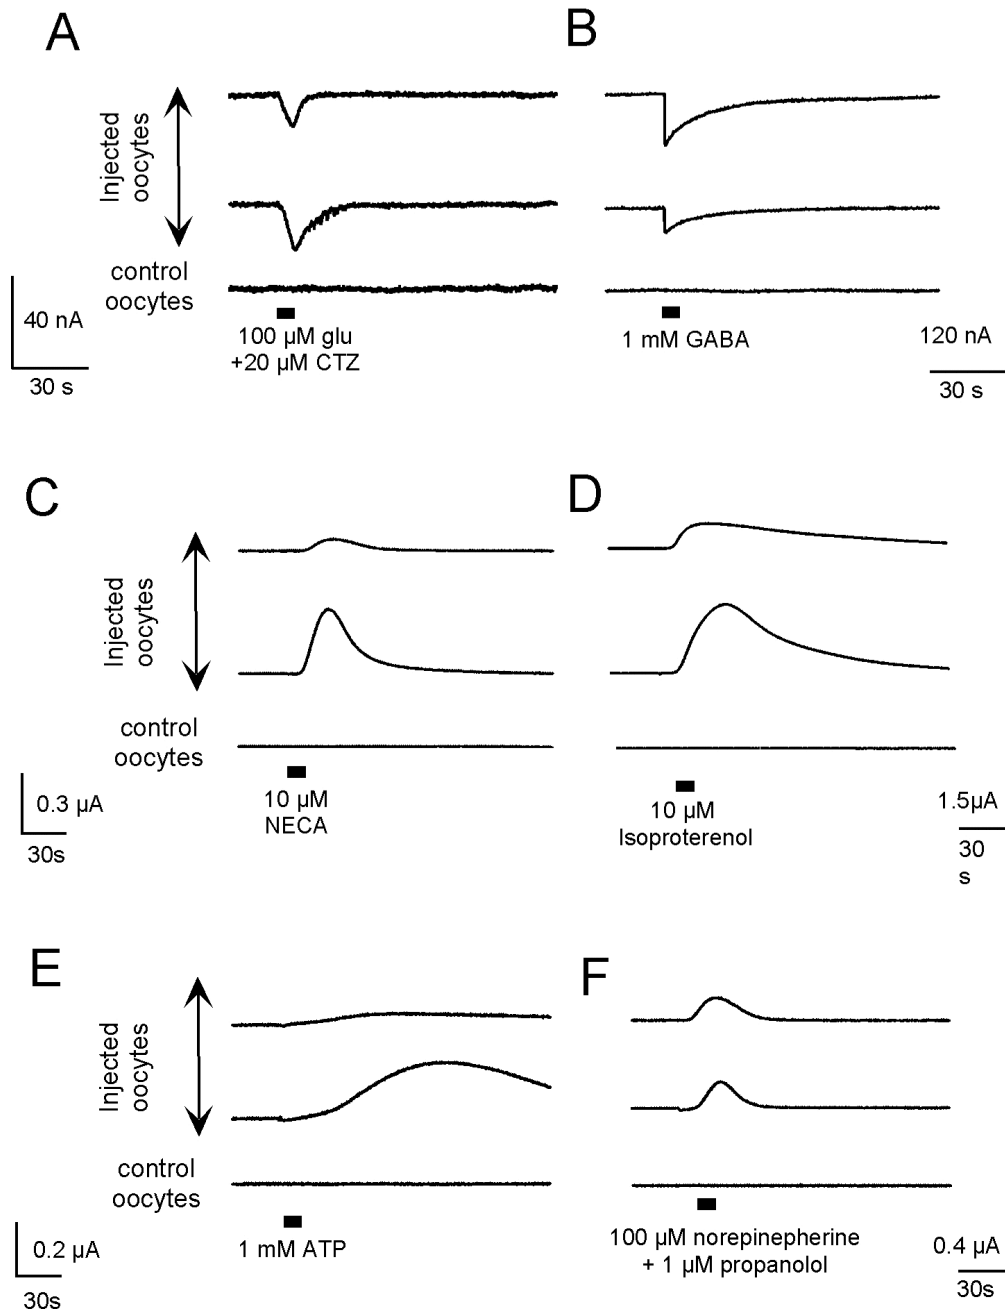 A
B
Injected
oocytes
control
oocytes
40 nA
30 s
100 µM glu
+20 µM CTZ
1 mM GABA
120 nA
30 s
C
D
Injected
oocytes
control
oocytes
0.3 µA
30s
10 µM
NECA
10 µM
Isoproterenol
1.5µA
30
s
E
F
Injected
oocytes
control
oocytes
0.2 µA
30s
1 mM ATP
100 µM norepinepherine
+ 1 µM propanolol
0.4 µA
30s